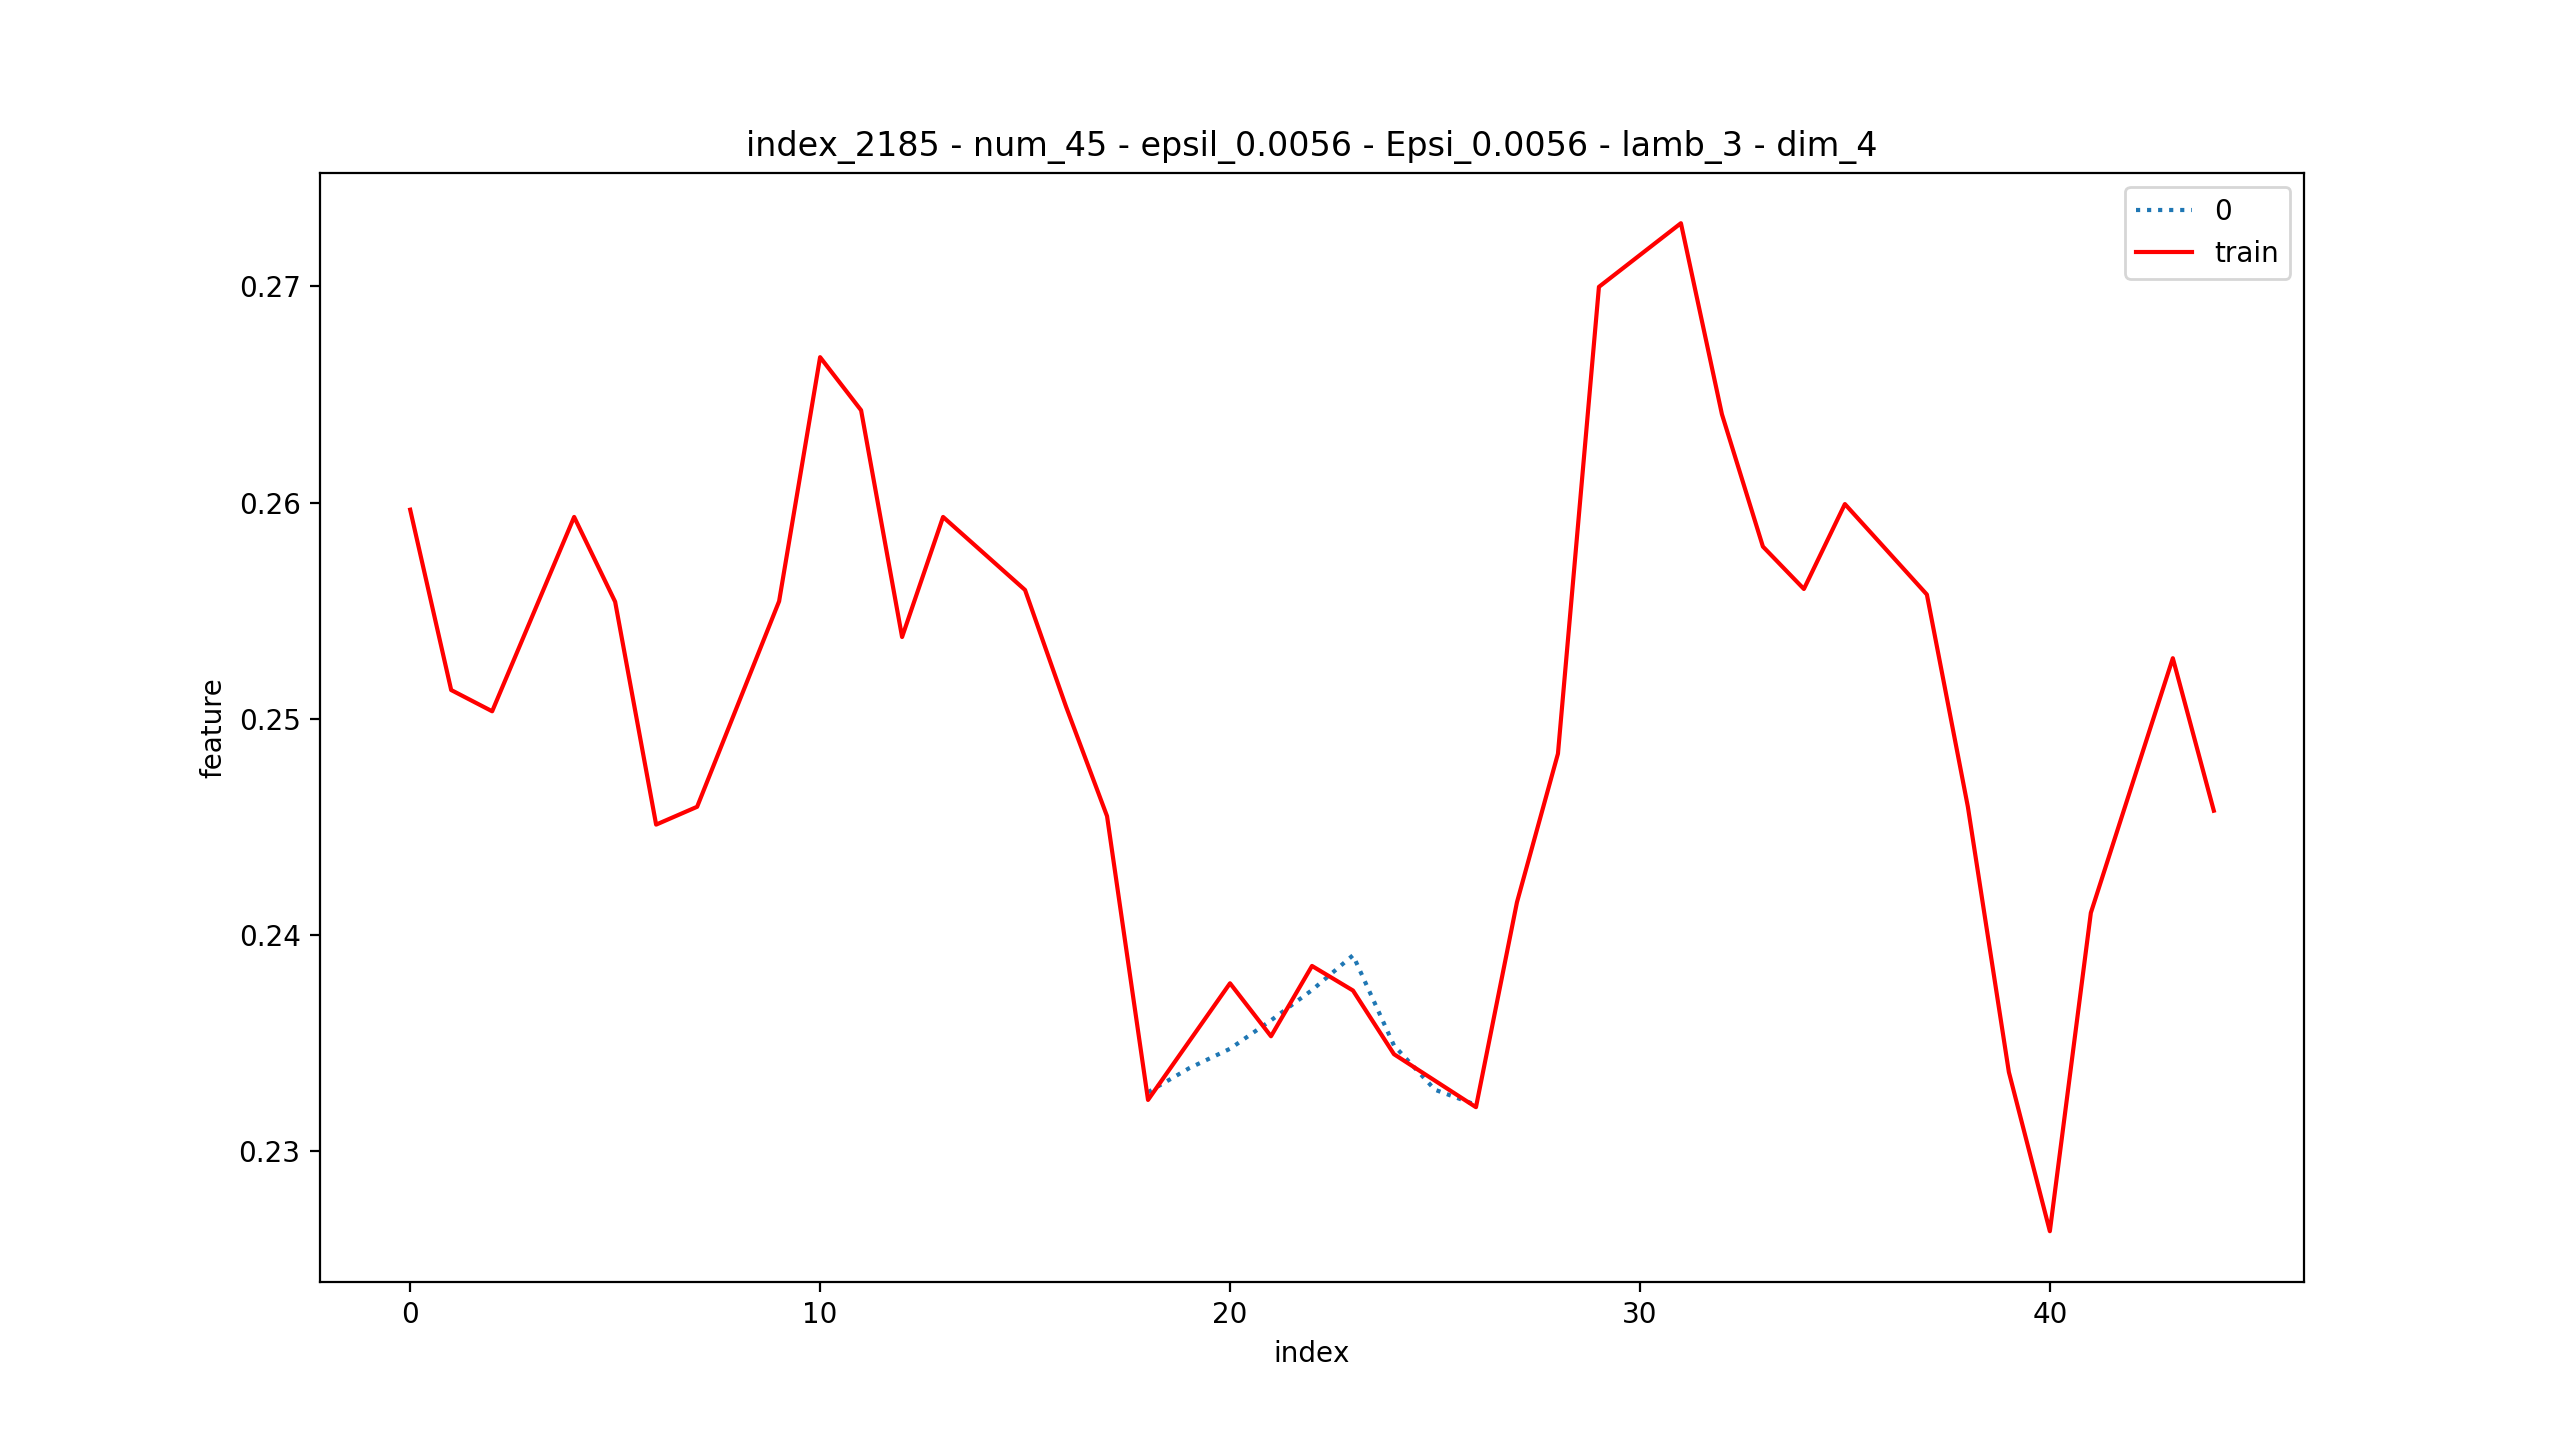 index_2185 - num_45 - epsil_0.0056 - Epsi_0.0056 - lamb_3 - dim_4
0
train
0.27
0.26
0.25
0.24
0.23
feature
0 10 20 30 40
index